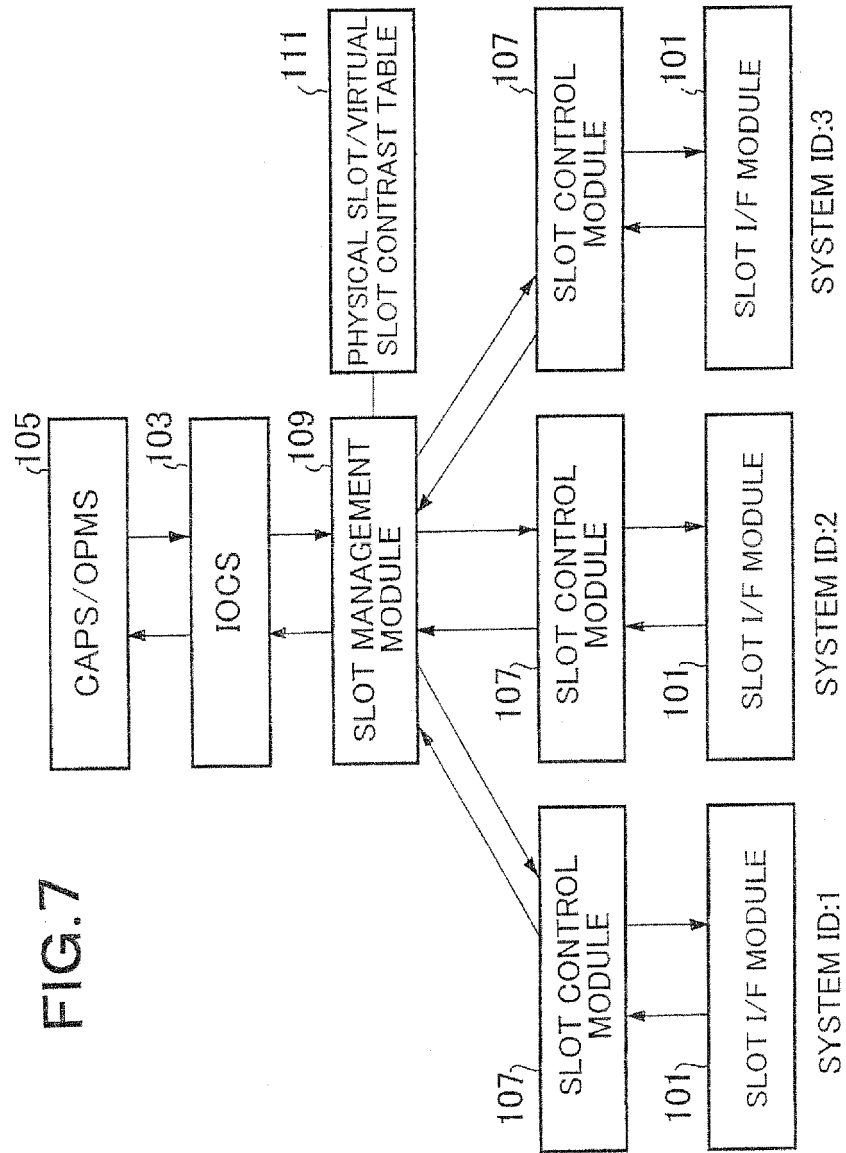 FIG.7
105
CAPS/OPMS
103
IOCS
109
SLOT MANAGEMENT
MODULE
111
PHYSICAL SLOT/VIRTUAL
SLOT CONTRAST TABLE
107
SLOT CONTROL
MODULE
101
SLOT I/F MODULE
SYSTEM ID:1
107
SLOT CONTROL
MODULE
101
SLOT I/F MODULE
SYSTEM ID:2
107
SLOT CONTROL
MODULE
101
SLOT I/F MODULE
SYSTEM ID:3